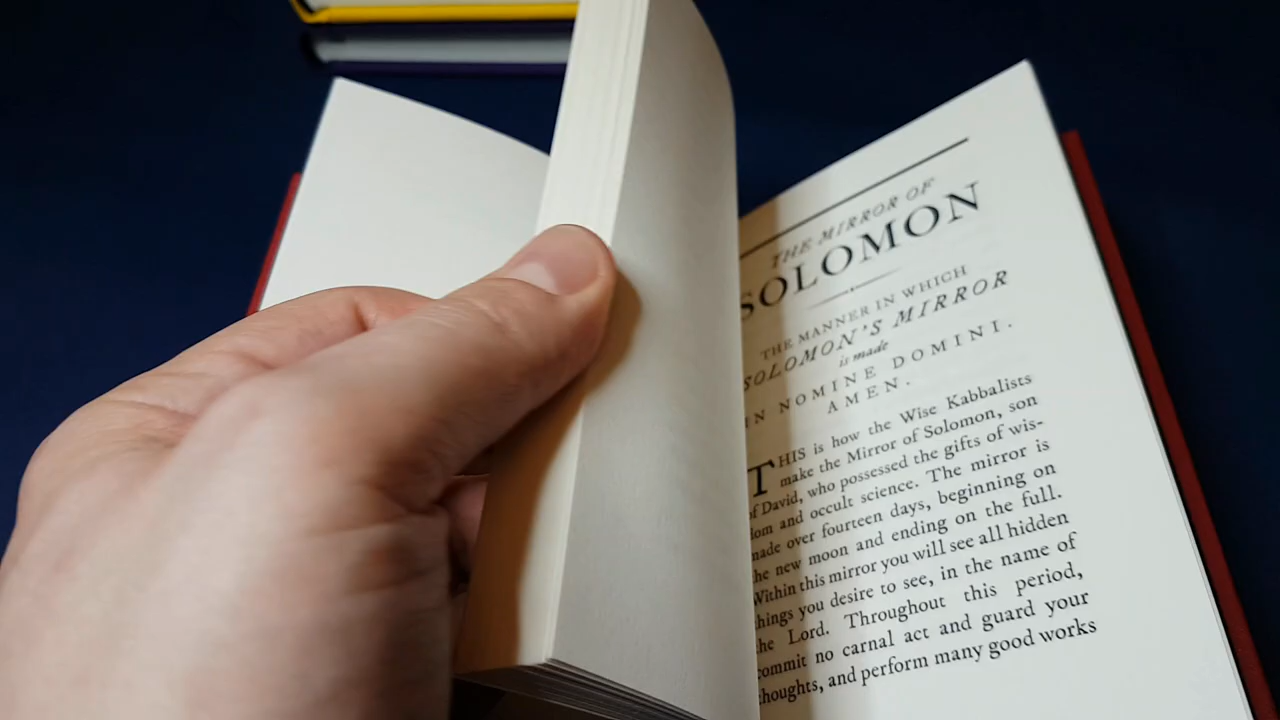 THE MIRROR OF
SOLOMON
THE MANNER IN WHICH
SOLOMON'S MIRROR
is made
IN NOMINE DOMINI.
AMEN.
THIS is how the Wise Kabbalists
make the Mirror of Solomon, son
of David, who possessed the gifts of wis-
dom and occult science. The mirror is
made over fourteen days, beginning on
the new moon and ending on the full.
Within this mirror you will see all hidden
things you desire to see, in the name of
the Lord. Throughout this period,
commit no carnal act and guard your
thoughts, and perform many good works